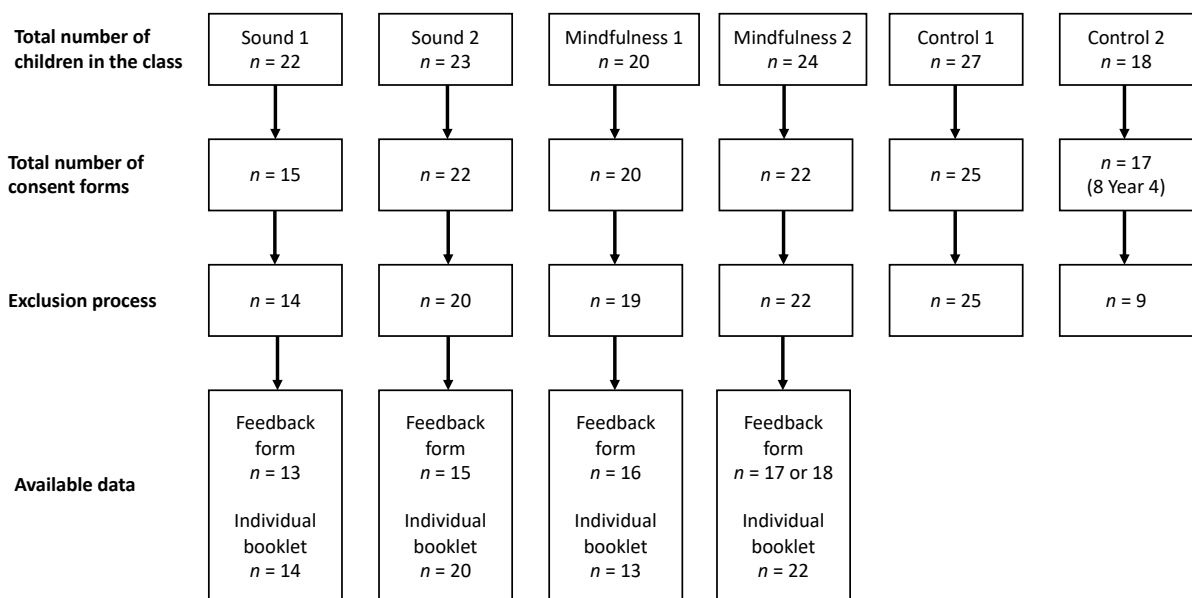 Total number of
children in the class
Sound 1
n = 22
Sound 2
n = 23
Mindfulness 1
n = 20
Mindfulness 2
n = 24
Control 1
n = 27
Control 2
n = 18
Total number of
consent forms
n = 15
n = 22
n = 20
n = 22
n = 25
n = 17
(8 Year 4)
Exclusion process
n = 14
n = 20
n = 19
n = 22
n = 25
n = 9
Available data
Feedback
form
n = 13
Individual
booklet
n = 14
Feedback
form
n = 15
Individual
booklet
n = 20
Feedback
form
n = 16
Individual
booklet
n = 13
Feedback
form
n = 17 or 18
Individual
booklet
n = 22